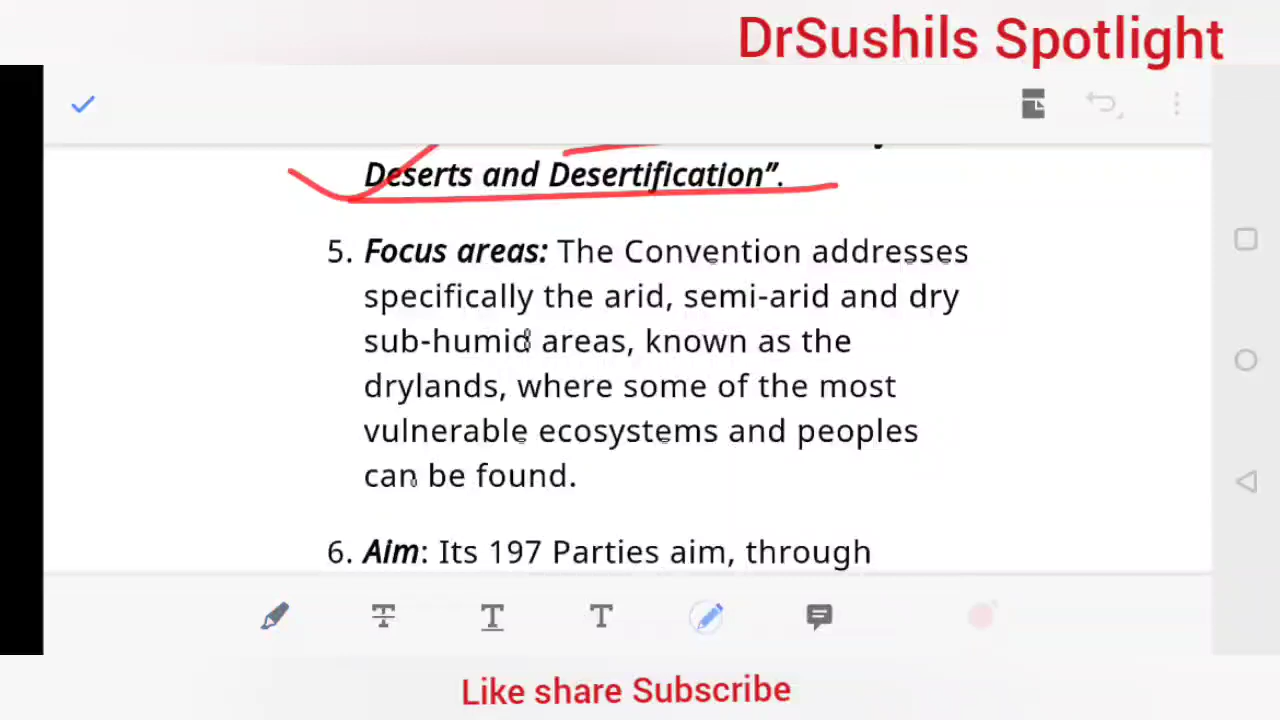 DrSushils Spotlight
Deserts and Desertification”.
5. Focus areas: The Convention addresses
specifically the arid, semi-arid and dry
sub-humid areas, known as the
drylands, where some of the most
vulnerable ecosystems and peoples
can be found.
6. Aim: Its 197 Parties aim, through
T T T
Like share Subscribe